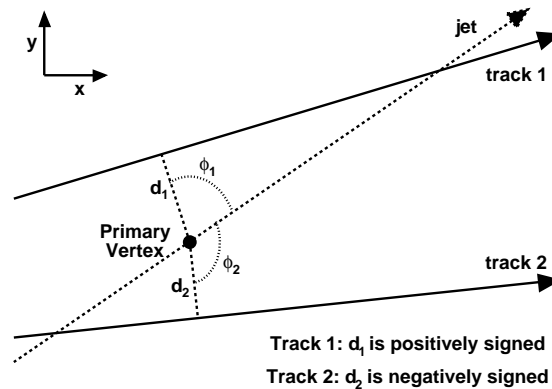 jet
y
x
track 1
ϕ1
d1
Primary
Vertex
ϕ2
d2
track 2
Track 1: d1 is positively signed
Track 2: d2 is negatively signed